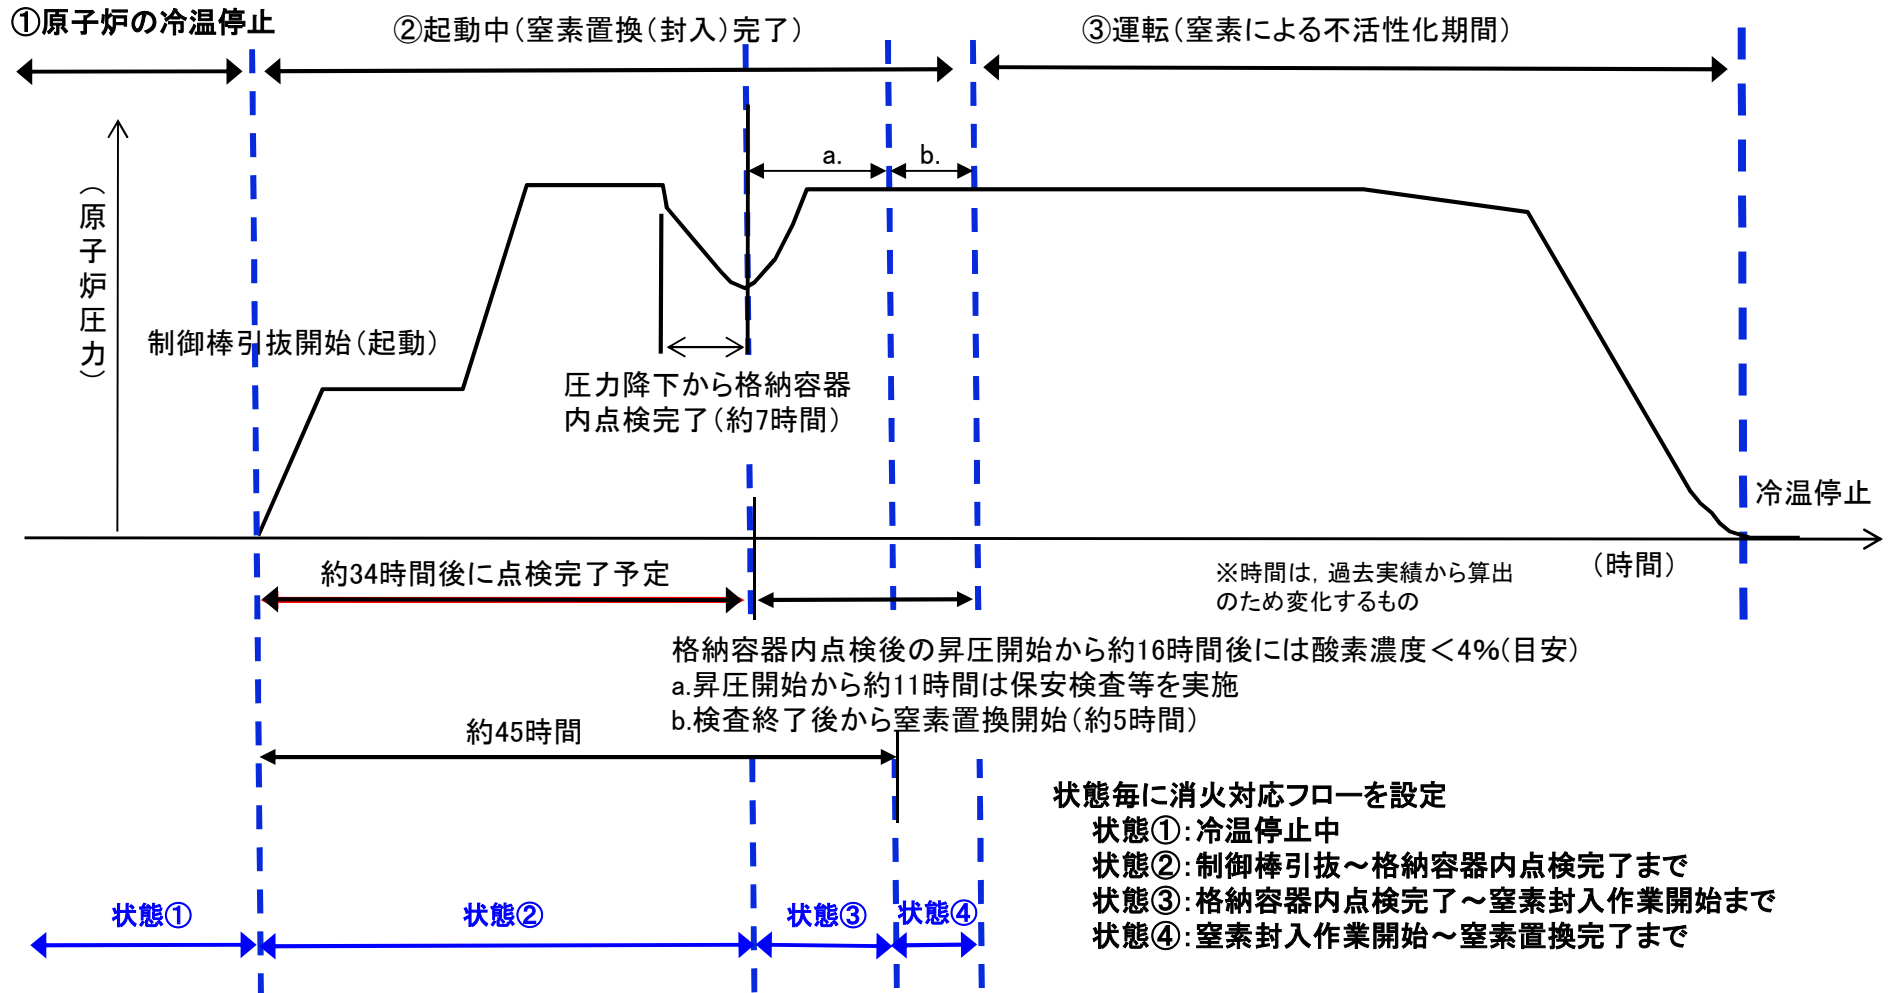 ①原子炉の冷温停止
②起動中(窒素置換(封入)完了)
③運転(窒素による不活性化期間)
a.
b.
(原子炉圧力)
制御棒引抜開始(起動)
圧力降下から格納容器
内点検完了(約7時間)
冷温停止
(時間)
約34時間後に点検完了予定
※時間は,過去実績から算出
のため変化するもの
格納容器内点検後の昇圧開始から約16時間後には酸素濃度<4%(目安)
a.昇圧開始から約11時間は保安検査等を実施
b.検査終了後から窒素置換開始(約5時間)
約45時間
状態毎に消火対応フローを設定
状態①:冷温停止中
状態②:制御棒引抜~格納容器内点検完了まで
状態③:格納容器内点検完了~窒素封入作業開始まで
状態④:窒素封入作業開始~窒素置換完了まで
状態①
状態②
状態③
状態④